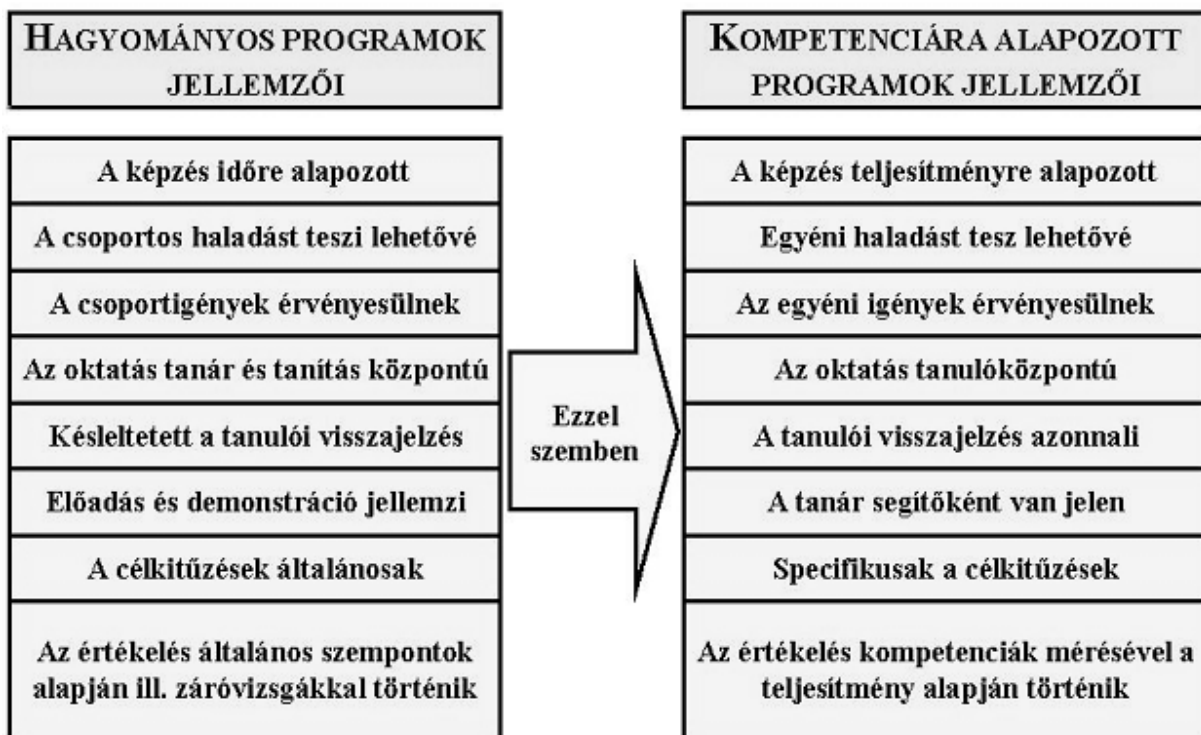 HAGYOMÁNYOS PROGRAMOK
JELLEMZŐI
A képzés időre alapozott
A csoportos haladást teszi lehetővé
A csoportigények érvényesülnek
Az oktatás tanár és tanítás központú
Késleltetett a tanulói visszajelzés
Előadás és demonstráció jellemzi
A célkitűzések általánosak
Az értékelés általános szempontok
alapján ill. záróvizsgákkal történik
Ezzel
szemben
KOMPETENCIÁRA ALAPOZOTT
PROGRAMOK JELLEMZŐI
A képzés teljesítményre alapozott
Egyéni haladást tesz lehetővé
Az egyéni igények érvényesülnek
Az oktatás tanulóközpontú
A tanulói visszajelzés azonnali
A tanár segítőként van jelen
Specifikusak a célkitűzések
Az értékelés kompetenciák mérésével a
teljesítmény alapján történik